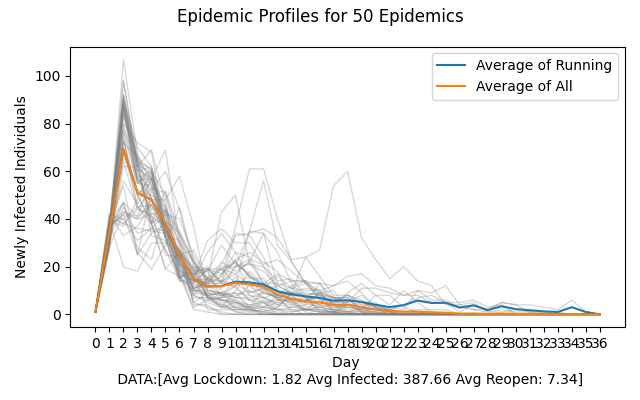 Epidemic Profiles for 50 Epidemics
Average of Running
Average of All
100
80
60
40
20
0
Newly Infected Individuals
0 1 2 3 4 5 6 7 8 9 10 11 12 13 14 15 16 17 18 19 20 21 22 23 24 25 26 27 28 29 30 31 32 33 34 35 36
Day
DATA:[Avg Lockdown: 1.82 Avg Infected: 387.66 Avg Reopen: 7.34]